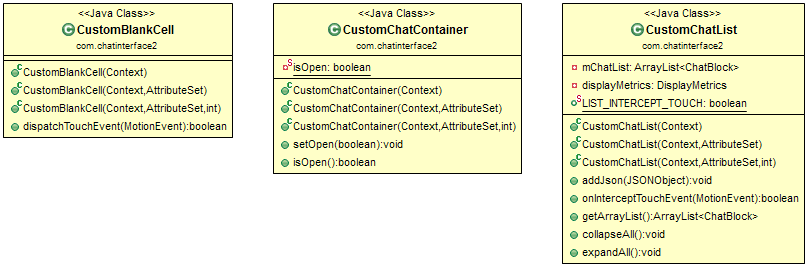 <<Java Class>>
CustomBlankCell
com.chatinterface2
CustomBlankCell(Context)
CustomBlankCell(Context,AttributeSet)
CustomBlankCell(Context,AttributeSet,int)
dispatchTouchEvent(MotionEvent):boolean
<<Java Class>>
CustomChatContainer
com.chatinterface2
isOpen: boolean
CustomChatContainer(Context)
CustomChatContainer(Context,AttributeSet)
CustomChatContainer(Context,AttributeSet,int)
setOpen(boolean):void
isOpen():boolean
<<Java Class>>
CustomChatList
com.chatinterface2
mChatList: ArrayList<ChatBlock>
displayMetrics: DisplayMetrics
LIST_INTERCEPT_TOUCH: boolean
CustomChatList(Context)
CustomChatList(Context,AttributeSet)
CustomChatList(Context,AttributeSet,int)
addJson(JSONObject):void
onInterceptTouchEvent(MotionEvent):boolean
getArrayList():ArrayList<ChatBlock>
collapseAll():void
expandAll():void